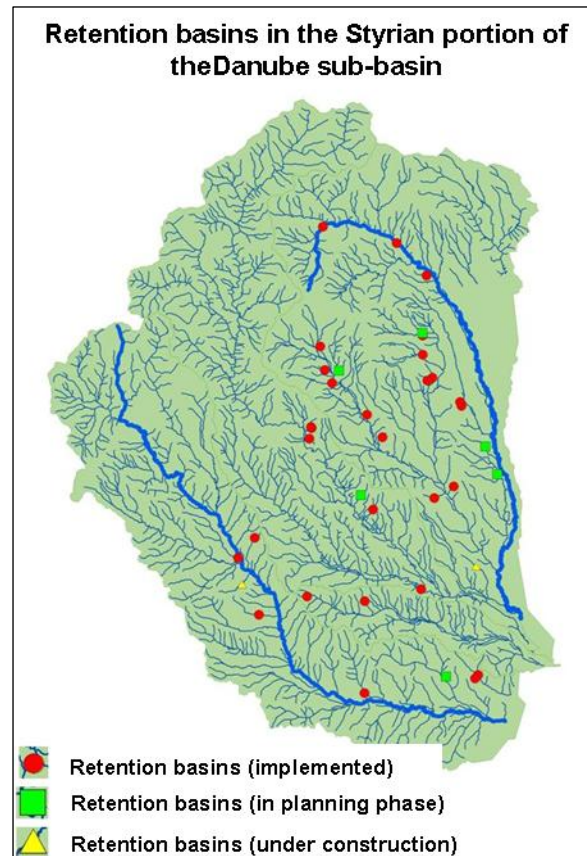 Retention basins in the Styrian portion of
theDanube sub-basin
Retention basins (implemented)
Retention basins (in planning phase)
Retention basins (under construction)